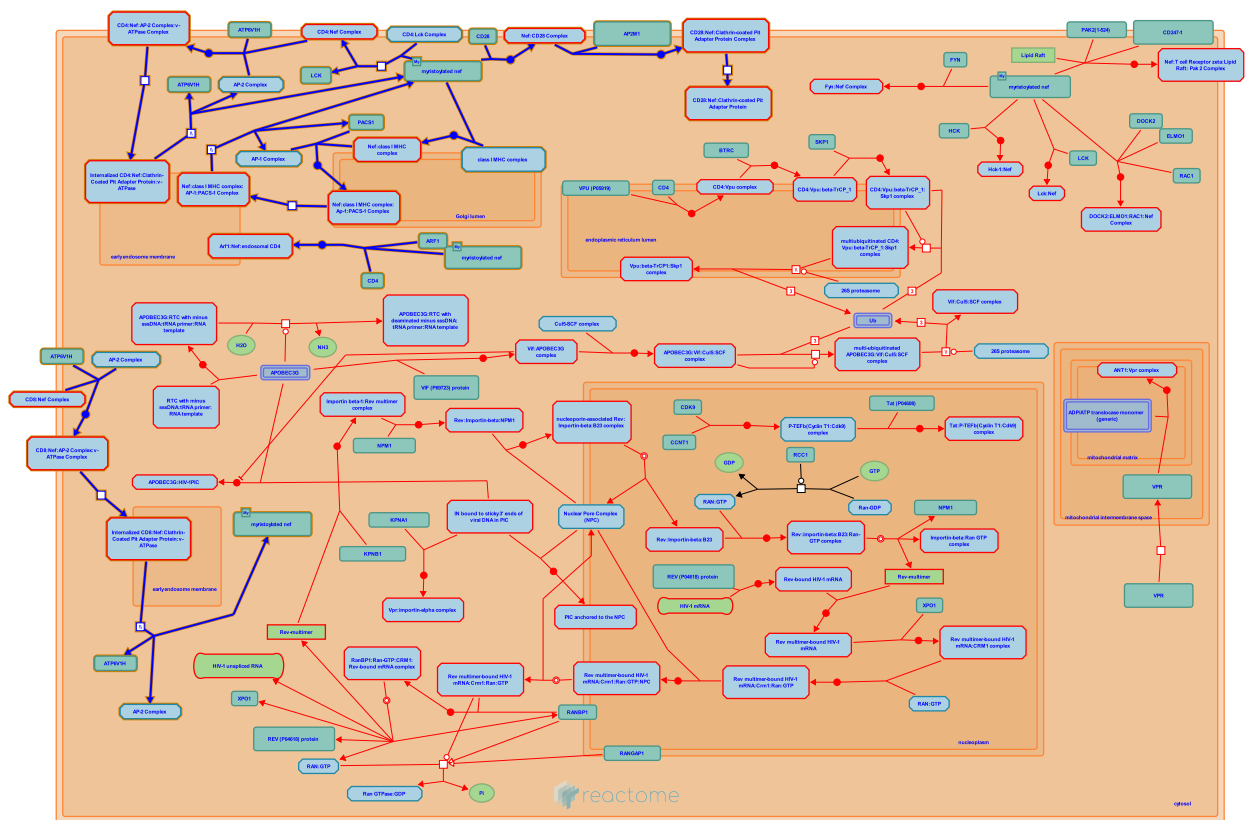 CD4:Nef:AP-2 Complex:v-
ATPase Complex
ATP6V1H
CD4:Nef Complex
CD4:Lck Complex
CD28
Nef:CD28 Complex
AP2M1
CD28:Nef:Clathrin-coated Pit
Adapter Protein Complex
PAK2(1-524)
CD247-1
LCK
myristoylated nef
ATP6V1H
AP-2 Complex
CD28:Nef:Clathrin-coated Pit
Adapter Protein
Lipid Raft
Nef:T cell Receptor zeta:Lipid
Raft: Pak 2 Complex
FYN
Fyn:Nef Complex
myristoylated nef
PACS1
AP-1 Complex
Nef:class I MHC
complex
class I MHC complex
HCK
Hck-1:Nef
LCK
Lck:Nef
DOCK2
ELMO1
RAC1
DOCK2:ELMO1:RAC1:Nef
Complex
Internalized CD4:Nef:Clathrin-
Coated Pit Adapter Protein:v-
ATPase
Nef:class I MHC complex:
AP-1:PACS-1 Complex
Nef:class I MHC complex:
Ap-1:PACS-1 Complex
Golgi lumen
early endosome membrane
Arf1:Nef:endosomal CD4
ARF1
myristoylated nef
CD4
BTRC
SKP1
VPU (P05919)
CD4
CD4:Vpu complex
CD4:Vpu:beta-TrCP_1
CD4:Vpu:beta-TrCP_1:
Skp1 complex
endoplasmic reticulum lumen
multiubiquitinated CD4:
Vpu:beta-TrCP_1:Skp1
complex
Vpu:beta-TrCP1:Skp1
complex
26S proteasome
3
3
Ub
Vif:Cul5:SCF complex
3
26S proteasome
APOBEC3G:RTC with minus
sssDNA:tRNA primer:RNA
template
APOBEC3G:RTC with
deaminated minus sssDNA:
tRNA primer:RNA template
H2O
NH3
APOBEC3G
RTC with minus
sssDNA:tRNA primer:
RNA template
Cul5-SCF complex
Vif:APOBEC3G
complex
APOBEC3G:Vif:Cul5:SCF
complex
multi-ubiquitinated
APOBEC3G:Vif:Cul5:SCF
complex
VIF (P69723) protein
ANT1:Vpr complex
ADP/ATP translocase monomer
(generic)
mitochondrial matrix
VPR
mitochondrial intermembrane space
VPR
ATP6V1H
AP-2 Complex
CD8:Nef Complex
CD8:Nef:AP-2 Complex:v-
ATPase Complex
Internalized CD8:Nef:Clathrin-
Coated Pit Adapter Protein:v-
ATPase
early endosome membrane
myristoylated nef
ATP6V1H
AP-2 Complex
Importin beta-1:Rev multimer
complex
NPM1
Rev:Importin-beta:NPM1
nucleoporin-associated Rev:
Importin-beta:B23 complex
APOBEC3G:HIV-1PIC
IN bound to sticky 3' ends of
viral DNA in PIC
KPNA1
KPNB1
Vpr:importin-alpha complex
Nuclear Pore Complex
(NPC)
PIC anchored to the NPC
CDK9
CCNT1
P-TEFb(Cyclin T1:Cdk9)
complex
Tat (P04608)
Tat:P-TEFb(Cyclin T1:Cdk9)
complex
GDP
RCC1
GTP
RAN:GTP
Ran-GDP
Rev:Importin-beta:B23
Rev:Importin-beta:B23:Ran-
GTP complex
NPM1
Importin-beta:Ran GTP
complex
Rev-multimer
REV (P04618) protein
HIV-1 mRNA
Rev-bound HIV-1 mRNA
XPO1
Rev multimer-bound HIV-1
mRNA
Rev multimer-bound HIV-1
mRNA:CRM1 complex
RAN:GTP
Rev multimer-bound HIV-1
mRNA:Crm1:Ran:GTP
Rev multimer-bound HIV-1
mRNA:Crm1:Ran:GTP:NPC
Rev multimer-bound HIV-1
mRNA:Crm1:Ran:GTP
RanBP1:Ran-GTP:CRM1:
Rev-bound mRNA complex
Rev-multimer
HIV-1 unspliced RNA
XPO1
REV (P04618) protein
RAN:GTP
RANBP1
RANGAP1
nucleoplasm
Ran GTPase:GDP
Pi
reactome
cytosol